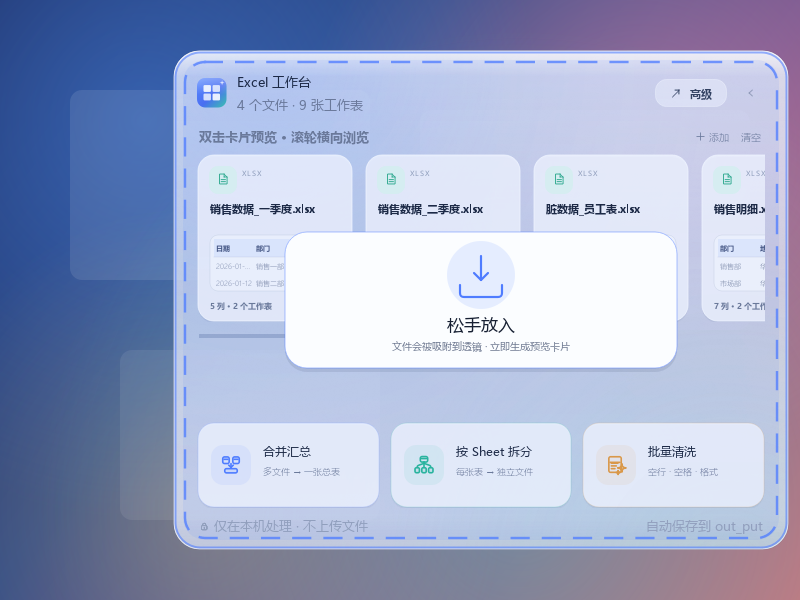 Excel 工作台
4 个文件 · 9 张工作表
高级
双击卡片预览 • 滚轮横向浏览
添加
清空
XLSX
销售数据_一季度.xlsx
日期 部门
2026-01-.. 销售一部
2026-01-12 销售二部
5 列 • 2 个工作表
XLSX
销售数据_二季度.xlsx
XLSX
脏数据_员工表.xlsx
XLSX
销售明细.x
部门
销售部
市场部
7 列 • 2 个工作
松手放入
文件会被吸附到透镜 · 立即生成预览卡片
合并汇总
多文件 → 一张总表
按 Sheet 拆分
每张表 → 独立文件
批量清洗
空行 · 空格 · 格式
仅在本机处理 · 不上传文件
自动保存到 out_put